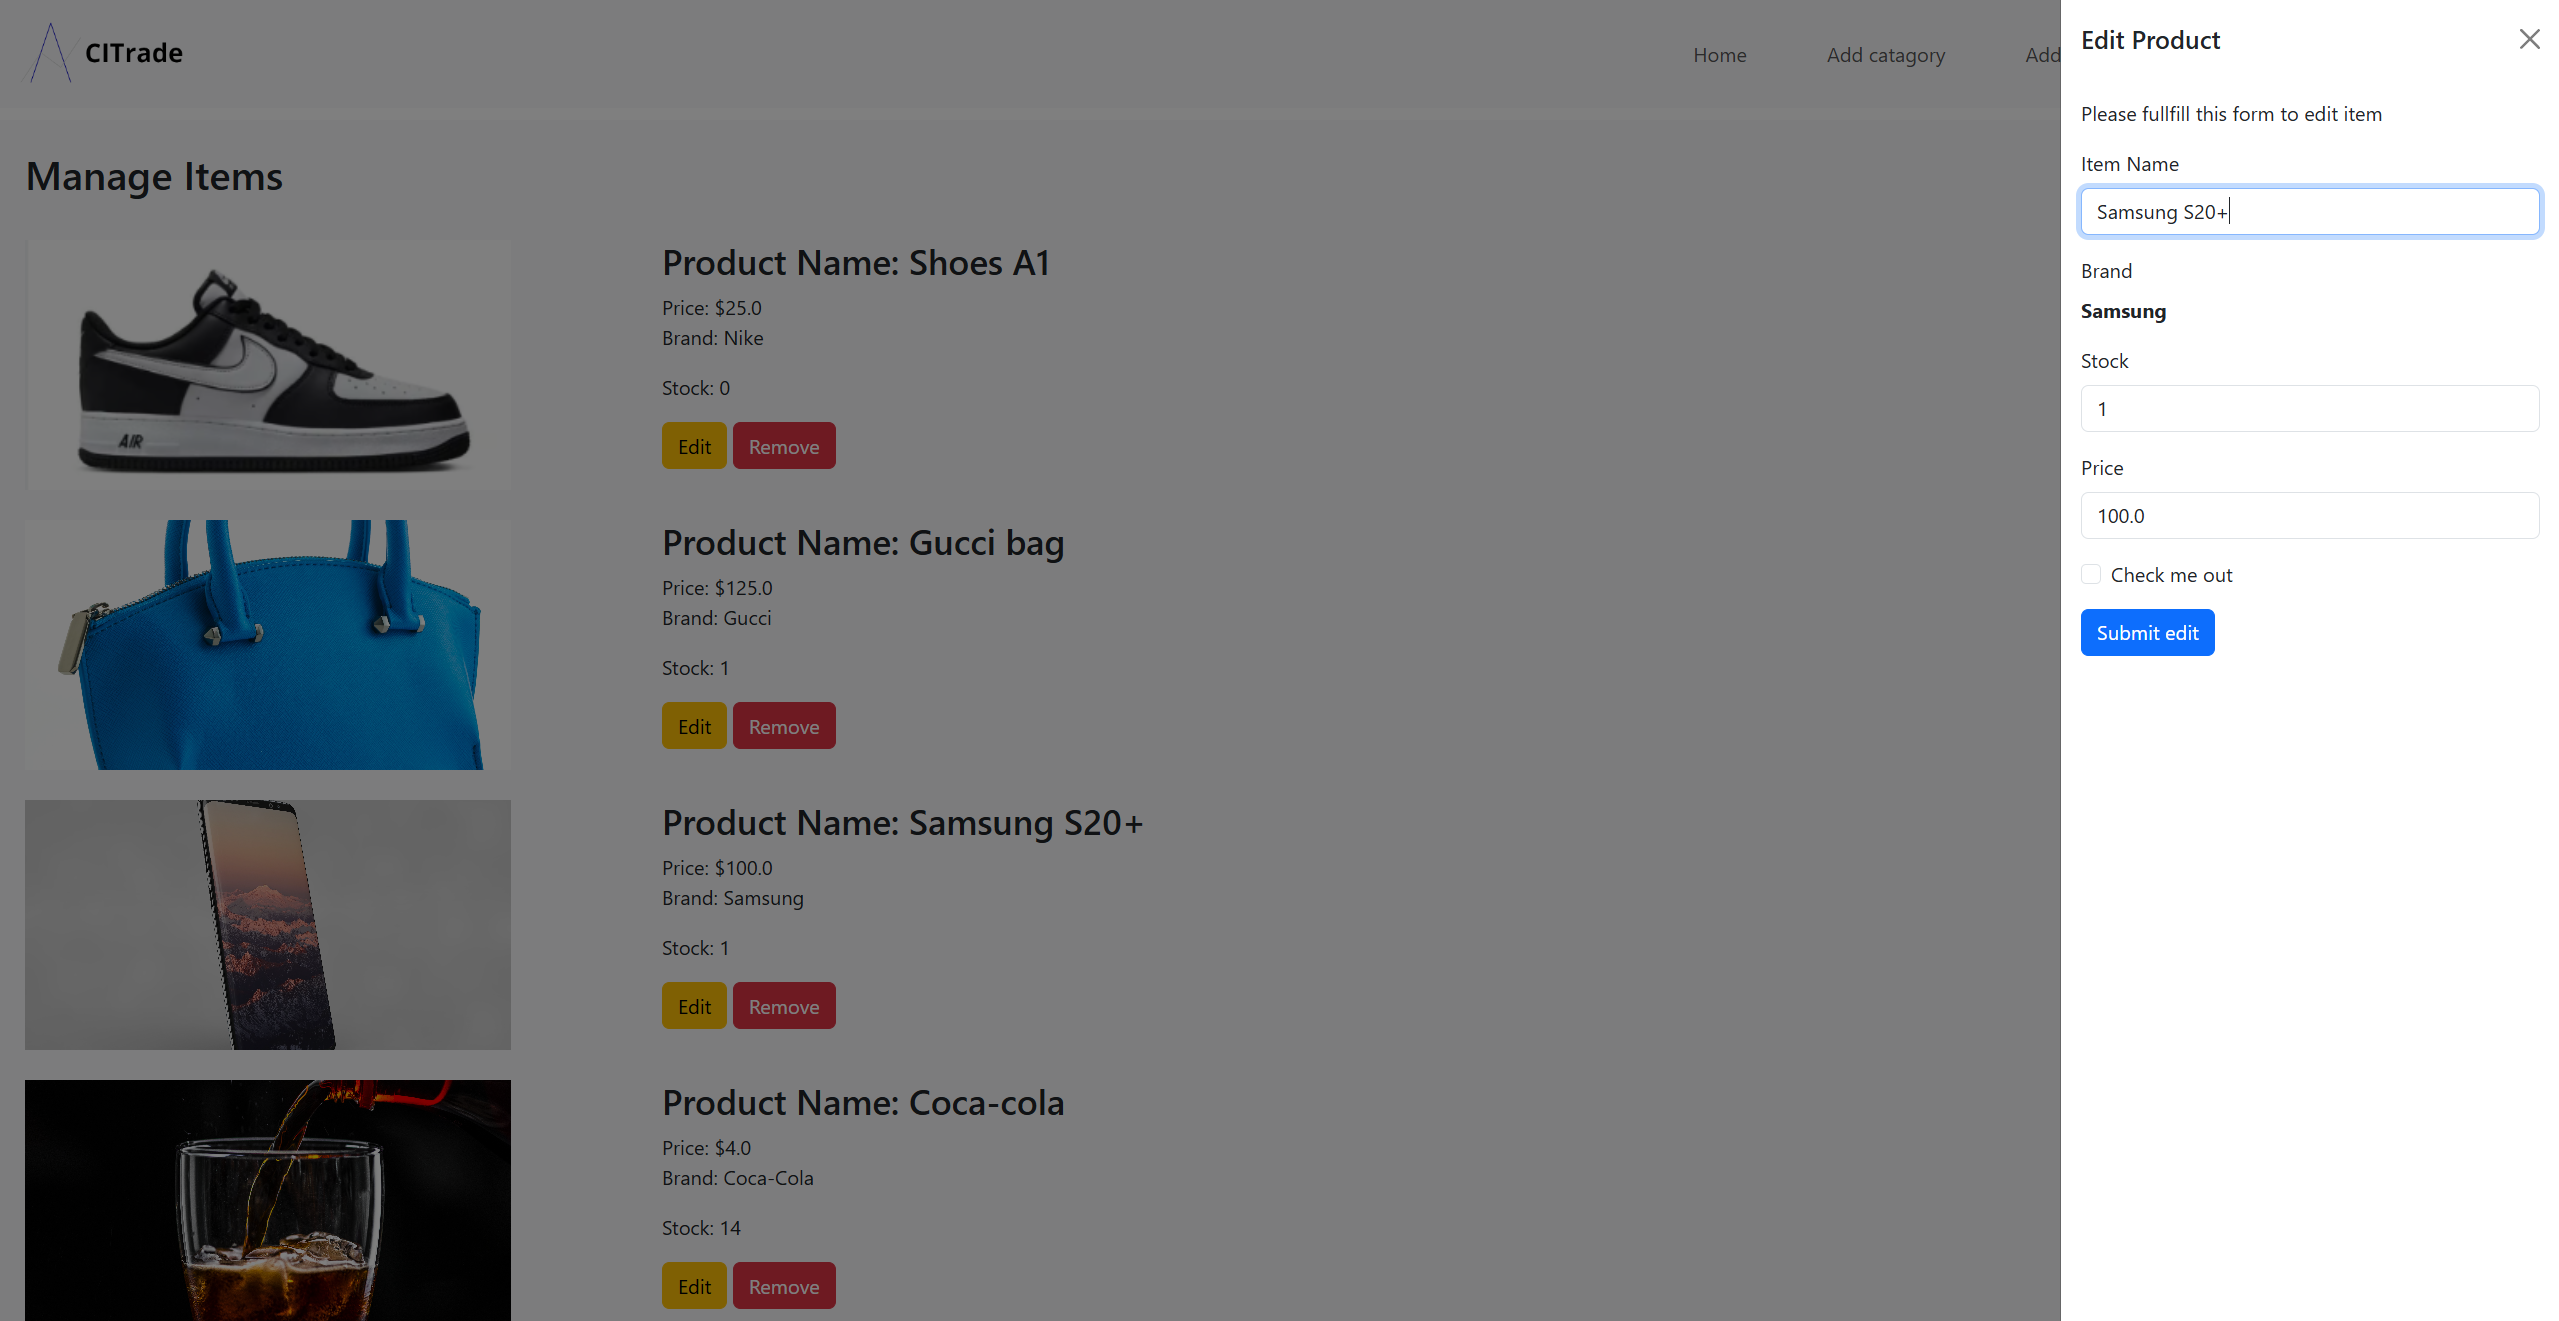 CITrade
Home
Add catagory
Add
Manage Items
Product Name: Shoes A1
Price: $25.0
Brand: Nike
Stock: 0
Edit
Remove
AIR
Product Name: Gucci bag
Price: $125.0
Brand: Gucci
Stock: 1
Edit
Remove
Product Name: Samsung S20+
Price: $100.0
Brand: Samsung
Stock: 1
Edit
Remove
Product Name: Coca-cola
Price: $4.0
Brand: Coca-Cola
Stock: 14
Edit
Remove
Edit Product
Please fullfill this form to edit item
Item Name
Samsung S20+
Brand
Samsung
Stock
1
Price
100.0
Check me out
Submit edit